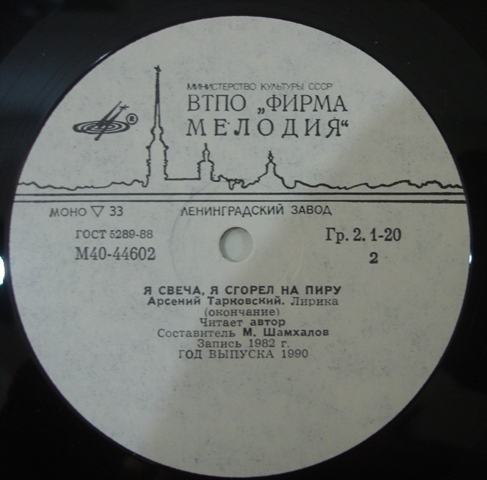 МИНИСТЕРСТВО КУЛЬТУРЫ СССР
ВТПО „ФИРМА
МЕЛОДИЯ"
®
МОНО ▽ 33 ЛЕНИНГРАДСКИЙ ЗАВОД
ГОСТ 5289-88 Гр. 2. 1-20
М40-44602 2
Я СВЕЧА, Я СГОРЕЛ НА ПИРУ
Арсений Тарковский. Лирика
(окончание)
Читает автор
Составитель М. Шамхалов
Запись 1982 г.
ГОД ВЫПУСКА 1990